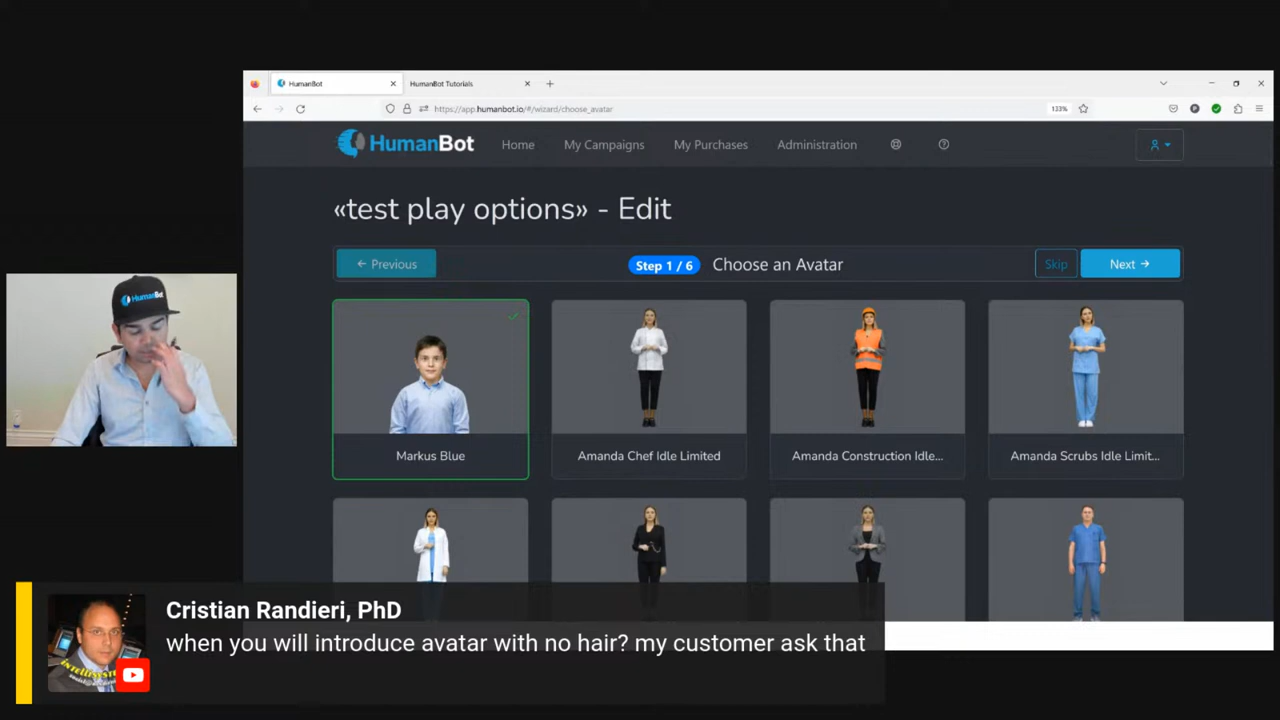 HumanBot
HumanBot Tutorials
https://app.humanbot.io/#/wizard/choose_avatar
133%
HumanBot
Home
My Campaigns
My Purchases
Administration
«test play options» - Edit
← Previous
Step 1 / 6
Choose an Avatar
Skip
Next →
HumanBot
Markus Blue
Amanda Chef Idle Limited
Amanda Construction Idle...
Amanda Scrubs Idle Limit...
Cristian Randieri, PhD
when you will introduce avatar with no hair? my customer ask that